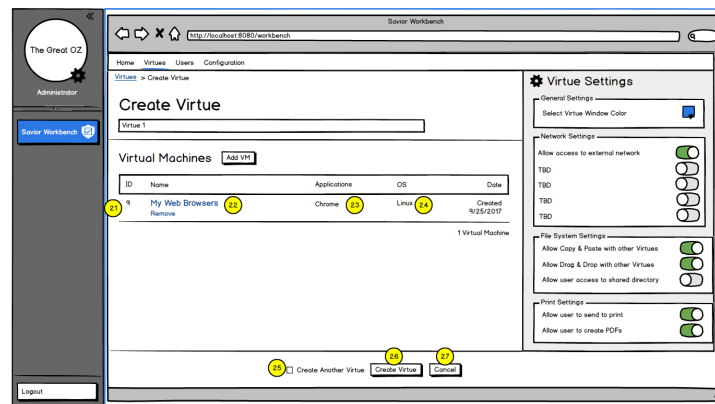 Savior Workbench
http://localhost:8080/workbench
The Great OZ
Administrator
Savior Workbench
Logout
Home Virtues Users Configuration
Virtues > Create Virtue
Create Virtue
Virtue 1
Virtual Machines Add VM
ID Name Applications OS Date
21 9 My Web Browsers 22 Chrome 23 Linux 24 Created
Remove 9/25/2017
1 Virtual Machine
25 Create Another Virtue 26 Create Virtue 27 Cancel
Virtue Settings
General Settings
Select Virtue Window Color
Network Settings
Allow access to external network
TBD
TBD
TBD
TBD
File System Settings
Allow Copy & Paste with other Virtues
Allow Drag & Drop with other Virtues
Allow user access to shared directory
Print Settings
Allow user to send to print
Allow user to create PDFs